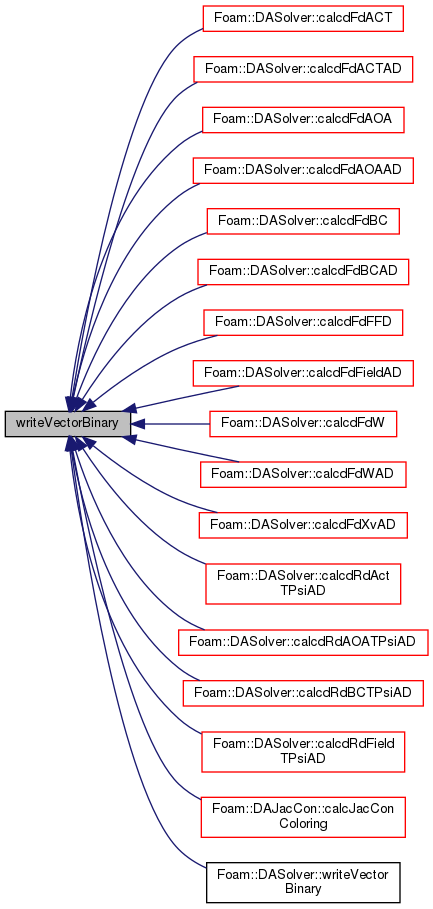 Foam::DASolver::calcdFdACT
Foam::DASolver::calcdFdACTAD
Foam::DASolver::calcdFdAOA
Foam::DASolver::calcdFdAOAAD
Foam::DASolver::calcdFdBC
Foam::DASolver::calcdFdBCAD
Foam::DASolver::calcdFdFFD
Foam::DASolver::calcdFdFieldAD
writeVectorBinary
Foam::DASolver::calcdFdW
Foam::DASolver::calcdFdWAD
Foam::DASolver::calcdFdXvAD
Foam::DASolver::calcdRdAct
TPsiAD
Foam::DASolver::calcdRdAOATPsiAD
Foam::DASolver::calcdRdBCTPsiAD
Foam::DASolver::calcdRdField
TPsiAD
Foam::DAJacCon::calcJacCon
Coloring
Foam::DASolver::writeVector
Binary